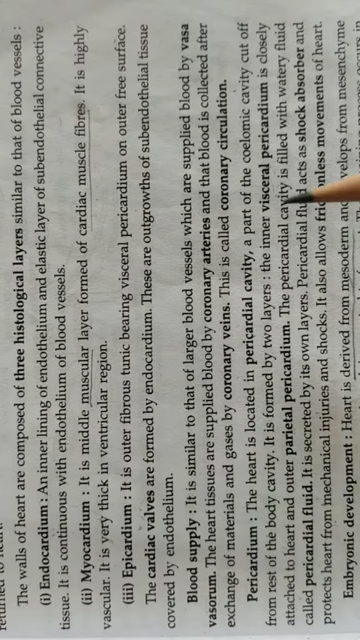 returned to heart.
The walls of heart are composed of three histological layers similar to that of blood vessels :
(i) Endocardium : An inner lining of endothelium and elastic layer of subendothelial connective
tissue. It is continuous with endothelium of blood vessels.
(ii) Myocardium : It is middle muscular layer formed of cardiac muscle fibres. It is highly
vascular. It is very thick in ventricular region.
(iii) Epicardium : It is outer fibrous tunic bearing visceral pericardium on outer free surface.
The cardiac valves are formed by endocardium. These are outgrowths of subendothelial tissue
covered by endothelium.
Blood supply : It is similar to that of larger blood vessels which are supplied blood by vasa
vasorum. The heart tissues are supplied blood by coronary arteries and that blood is collected after
exchange of materials and gases by coronary veins. This is called coronary circulation.
Pericardium : The heart is located in pericardial cavity, a part of the coelomic cavity cut off
from rest of the body cavity. It is formed by two layers : the inner visceral pericardium is closely
attached to heart and outer parietal pericardium. The pericardial cavity is filled with watery fluid
called pericardial fluid. It is secreted by its own layers. Pericardial acts as shock absorber and
protects heart from mechanical injuries and shocks. It also allows movements of heart.
Embryonic development : Heart is derived from mesoderm and from mesenchyme